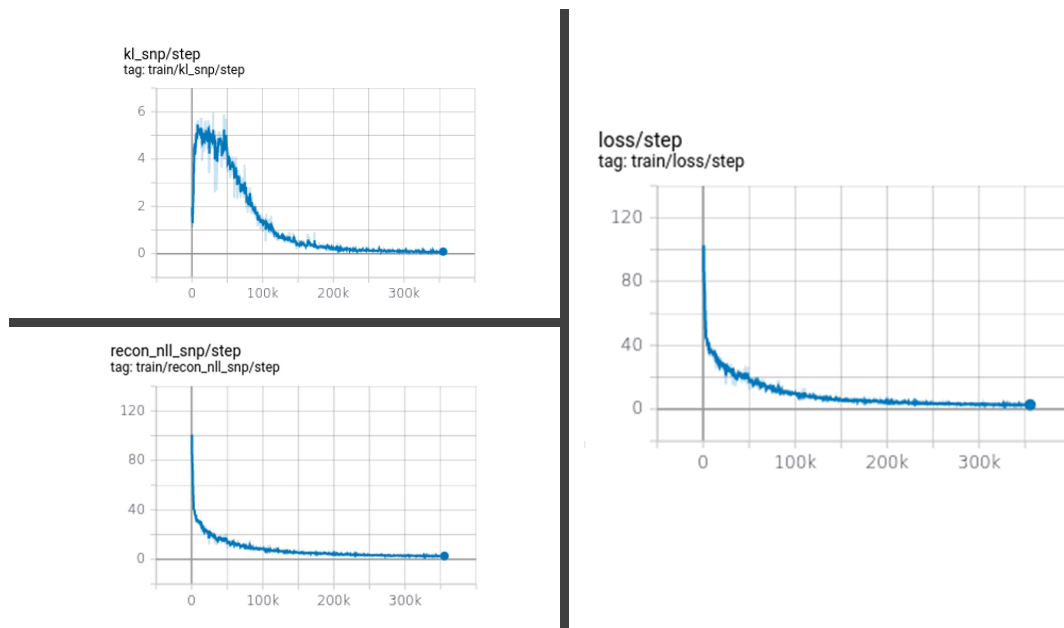 kl_snp/step
tag: train/kl_snp/step
6
4
2
0
0 100k 200k 300k
recon_nll_snp/step
tag: train/recon_nll_snp/step
120
80
40
0
0 100k 200k 300k
loss/step
tag: train/loss/step
120
80
40
0
0 100k 200k 300k